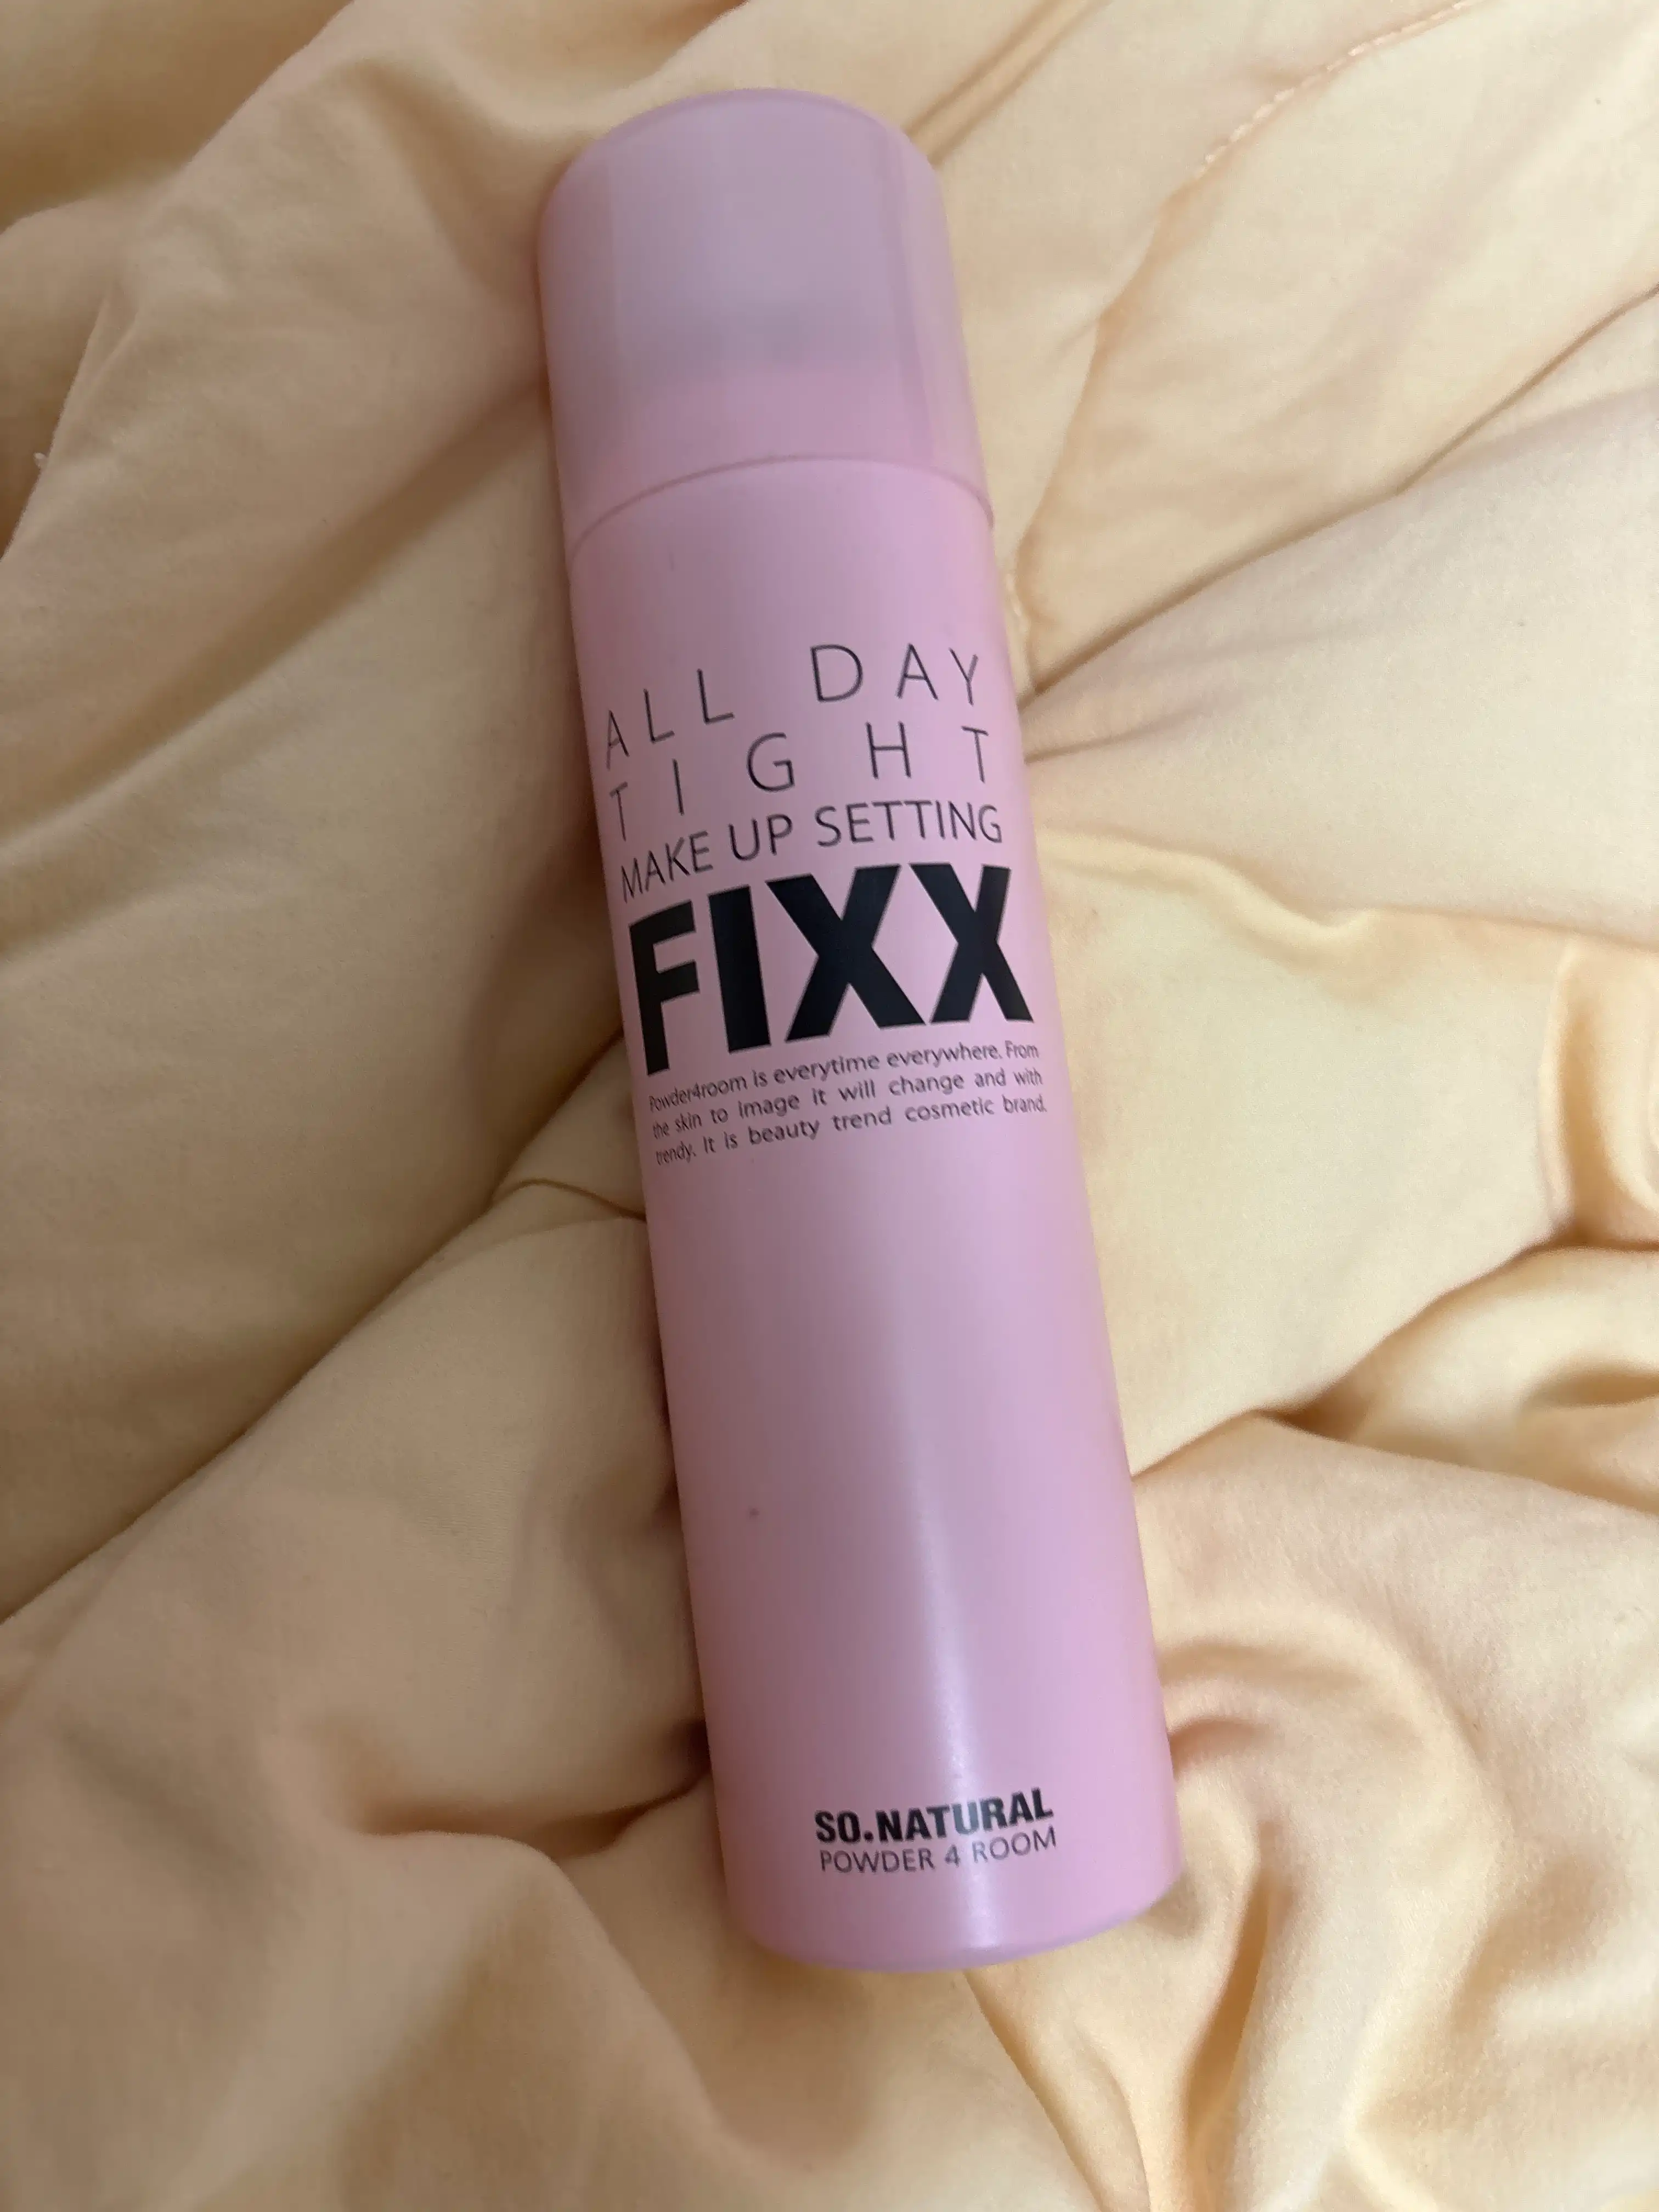 ALL DAY
TIGHT
MAKE UP SETTING
FIXX
Powder4room is everytime everywhere. From
the skin to image it will change and with
trendy. It is beauty trend cosmetic brand.
SO.NATURAL
POWDER 4 ROOM